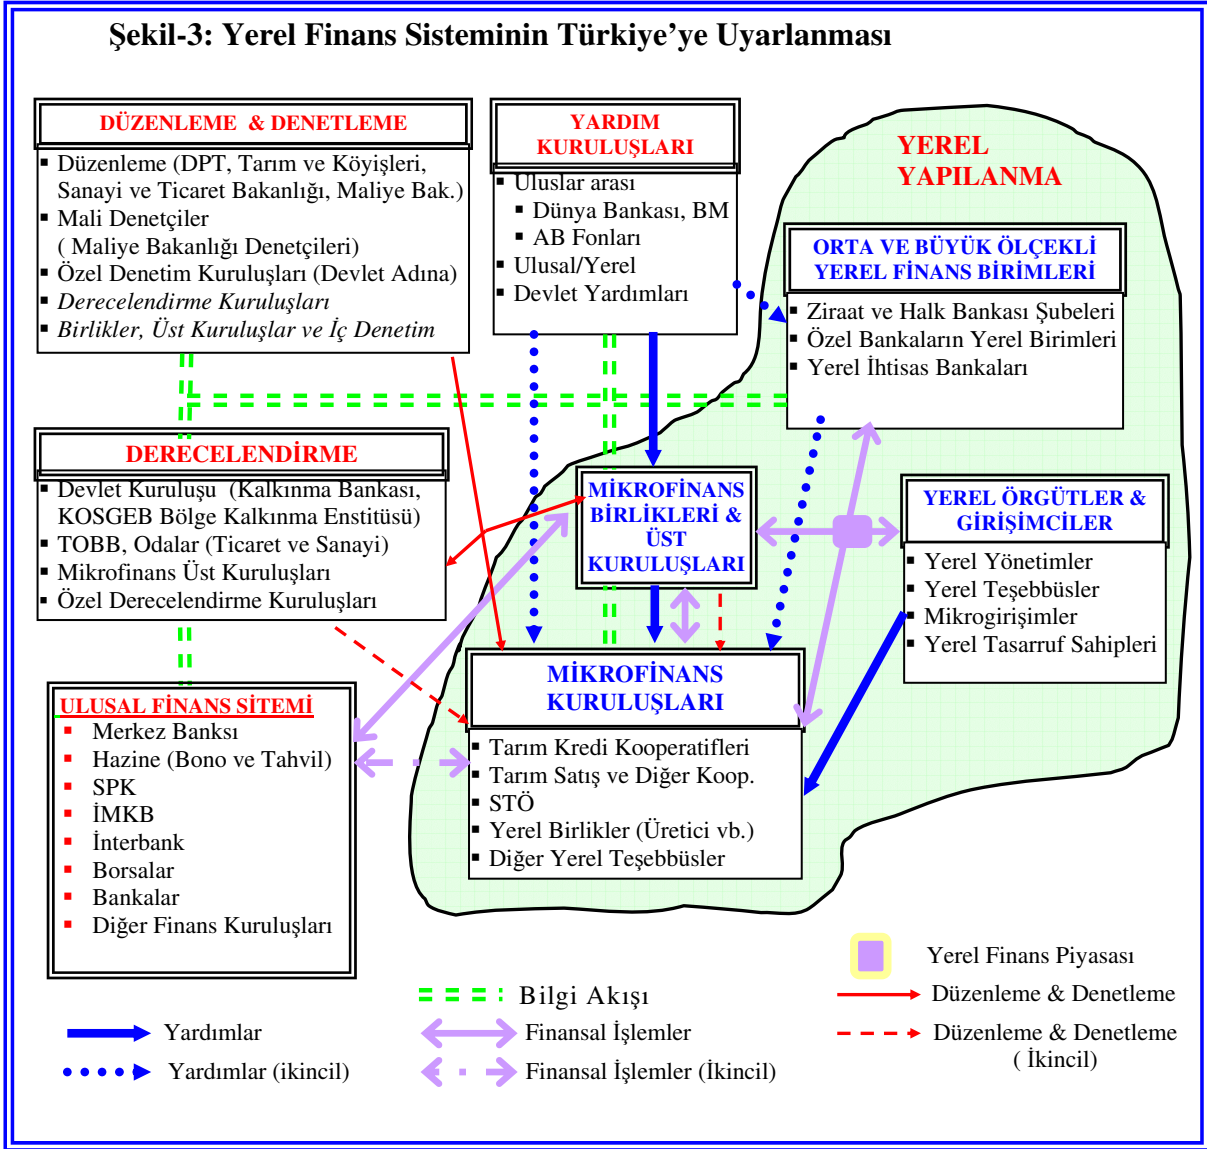 Şekil-3: Yerel Finans Sisteminin Türkiye’ye Uyarlanması
DÜZENLEME & DENETLEME
▪ Düzenleme (DPT, Tarım ve Köyişleri,
Sanayi ve Ticaret Bakanlığı, Maliye Bak.)
▪ Mali Denetçiler
( Maliye Bakanlığı Denetçileri)
▪ Özel Denetim Kuruluşları (Devlet Adına)
▪ Derecelendirme Kuruluşları
▪ Birlikler, Üst Kuruluşlar ve İç Denetim
YARDIM
KURULUŞLARI
▪ Uluslar arası
▪ Dünya Bankası, BM
▪ AB Fonları
▪ Ulusal/Yerel
▪ Devlet Yardımları
YEREL
YAPILANMA
ORTA VE BÜYÜK ÖLÇEKLİ
YEREL FİNANS BİRİMLERİ
▪ Ziraat ve Halk Bankası Şubeleri
▪ Özel Bankaların Yerel Birimleri
▪ Yerel İhtisas Bankaları
DERECELENDİRME
▪ Devlet Kuruluşu (Kalkınma Bankası,
KOSGEB Bölge Kalkınma Enstitüsü)
▪ TOBB, Odalar (Ticaret ve Sanayi)
▪ Mikrofinans Üst Kuruluşları
▪ Özel Derecelendirme Kuruluşları
MİKROFİNANS
BİRLİKLERİ &
ÜST
KURULUŞLARI
YEREL ÖRGÜTLER &
GİRİŞİMCİLER
▪ Yerel Yönetimler
▪ Yerel Teşebbüsler
▪ Mikrogirişimler
▪ Yerel Tasarruf Sahipleri
ULUSAL FİNANS SİTEMİ
▪ Merkez Banksı
▪ Hazine (Bono ve Tahvil)
▪ SPK
▪ İMKB
▪ İnterbank
▪ Borsalar
▪ Bankalar
▪ Diğer Finans Kuruluşları
MİKROFİNANS
KURULUŞLARI
▪ Tarım Kredi Kooperatifleri
▪ Tarım Satış ve Diğer Koop.
▪ STÖ
▪ Yerel Birlikler (Üretici vb.)
▪ Diğer Yerel Teşebbüsler
Yerel Finans Piyasası
Bilgi Akışı
Düzenleme & Denetleme
Yardımlar
Finansal İşlemler
Düzenleme & Denetleme
( İkincil)
Yardımlar (ikincil)
Finansal İşlemler (İkincil)